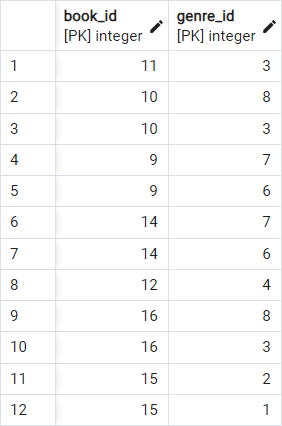 book_id genre_id
[PK] integer [PK] integer
1 11 3
2 10 8
3 10 3
4 9 7
5 9 6
6 14 7
7 14 6
8 12 4
9 16 8
10 16 3
11 15 2
12 15 1